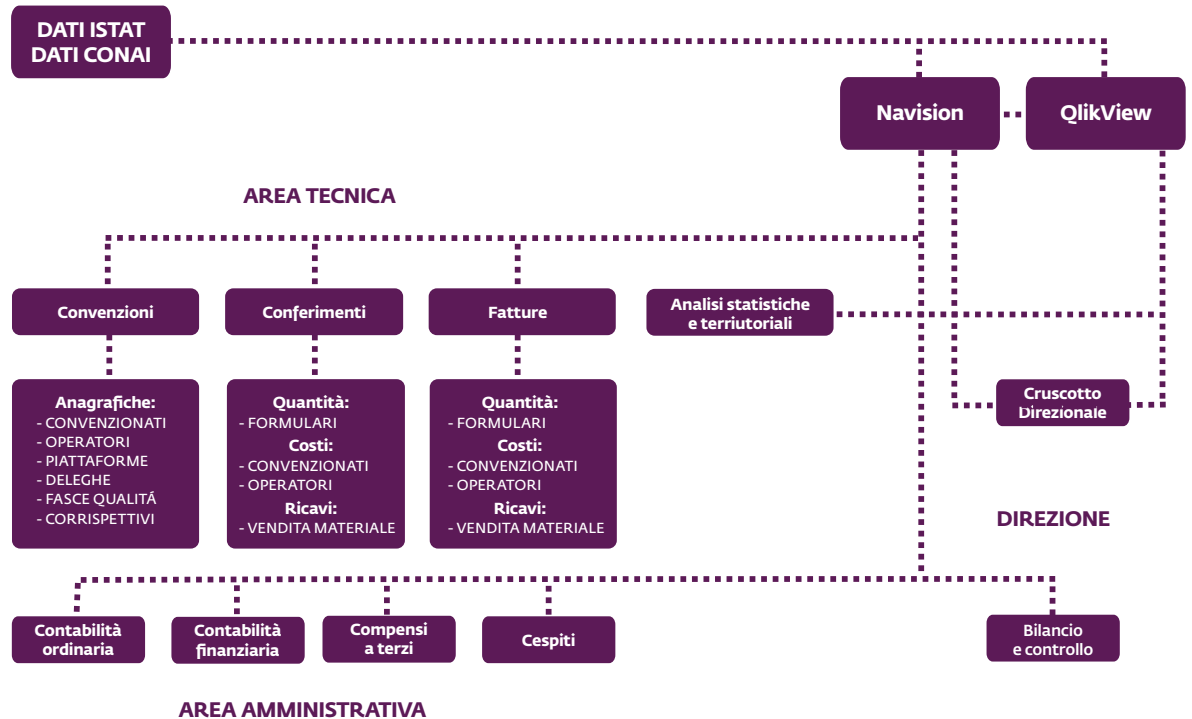 DATI ISTAT
DATI CONAI
Navision
QlikView
AREA TECNICA
Convenzioni
Conferimenti
Fatture
Analisi statistiche
e terriutoriali
Anagrafiche:
- CONVENZIONATI
- OPERATORI
- PIATTAFORME
- DELEGHE
- FASCE QUALITÁ
- CORRISPETTIVI
Quantità:
- FORMULARI
Costi:
- CONVENZIONATI
- OPERATORI
Ricavi:
- VENDITA MATERIALE
Quantità:
- FORMULARI
Costi:
- CONVENZIONATI
- OPERATORI
Ricavi:
- VENDITA MATERIALE
Cruscotto
Direzionale
DIREZIONE
Contabilità
ordinaria
Contabilità
finanziaria
Compensi
a terzi
Cespiti
Bilancio
e controllo
AREA AMMINISTRATIVA